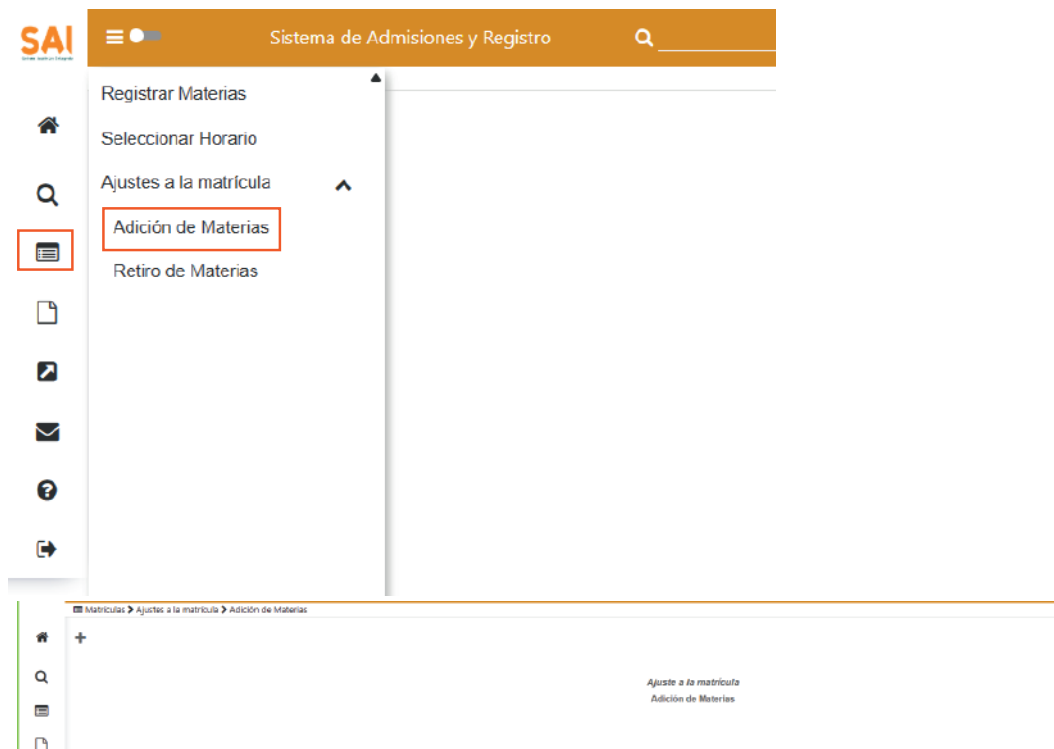 SAI
Sistema de Admisiones y Registro
Registrar Materias
Seleccionar Horario
Ajustes a la matrícula
Adición de Materias
Retiro de Materias
Matrículas > Ajustes a la matrícula > Adición de Materias
Ajuste a la matrícula
Adición de Materias